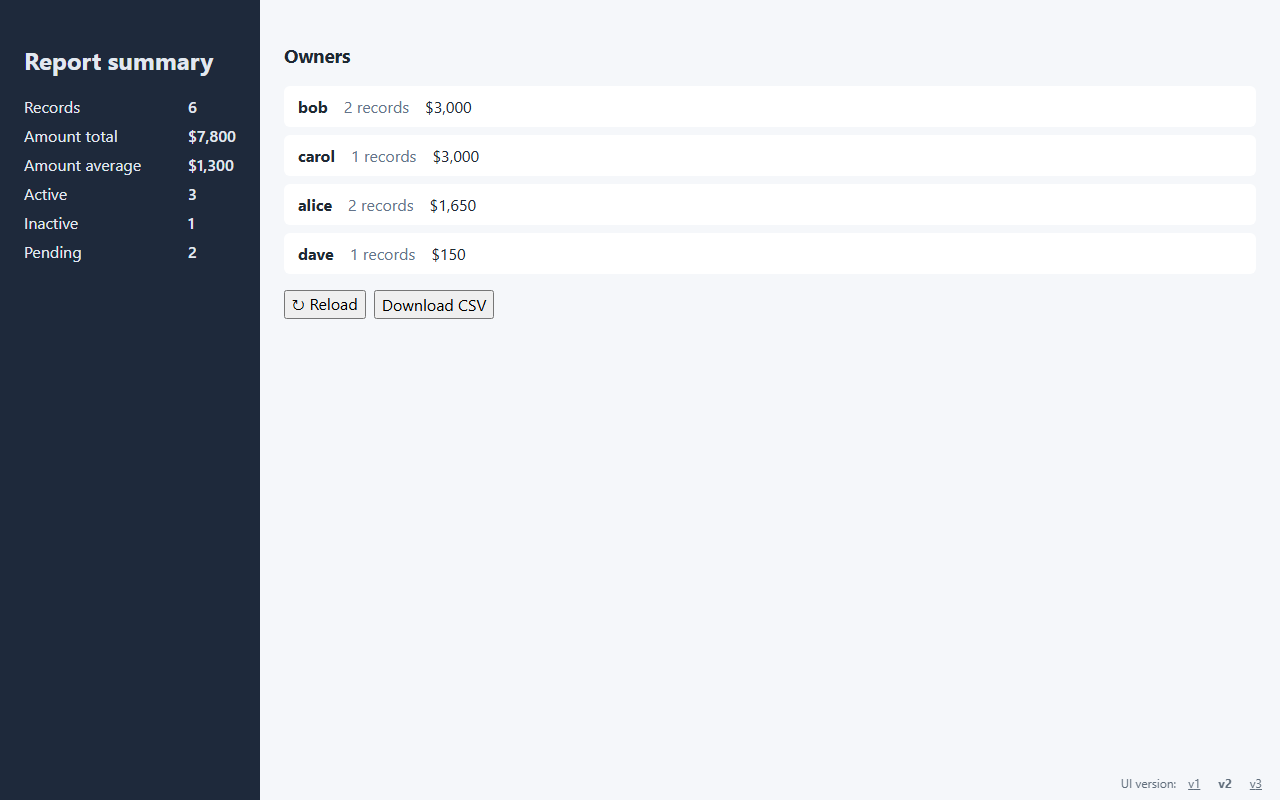 Report summary
Records 6
Amount total $7,800
Amount average $1,300
Active 3
Inactive 1
Pending 2
Owners
bob 2 records $3,000
carol 1 records $3,000
alice 2 records $1,650
dave 1 records $150
↻ Reload Download CSV
UI version: v1 v2 v3